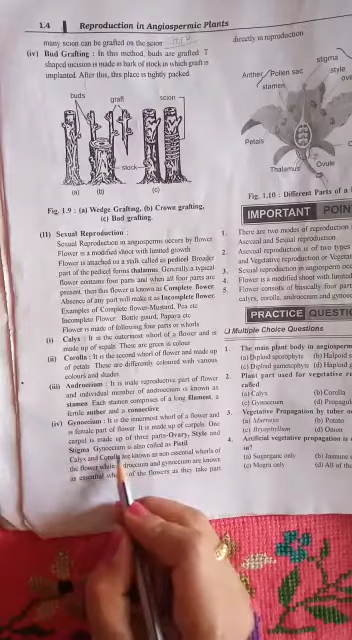 1.4 Reproduction in Angiospermic Plants
many scion can be grafted on the scion
(iv) Bud Grafting : In this method, buds are grafted T
shaped incision is made in bark of stock in which graft is
implanted. After this, this place is tightly packed
buds
graft
scion
stock
(a) (b) (c)
Fig. 1.9 : (a) Wedge Grafting, (b) Crown grafting,
(c) Bud grafting.
(II) Sexual Reproduction :
Sexual Reproduction in angiosperms occurs by flower
Flower is a modified shoot with limited growth
Flower is attached to a stalk called as pedicel Broader
part of the pedicel forms thalamus. Generally a typical
flower contains four parts and when all four parts are
present, then this flower is known as Complete flower.
Absence of any part will make it as Incomplete flower.
Examples of Complete flower-Mustard, Pea etc
Incomplete Flower Bottle gourd, Papaya etc
Flower is made of following four parts or whorls
(i) Calyx : It is the outermost whorl of a flower and is
made up of sepals. These are green in colour
(ii) Corolla : It is the second whorl of flower and made up
of petals. These are differently coloured with various
colours and shades.
(iii) Androecium : It is male reproductive part of flower
and individual member of androecium is known as
stamen. Each stamen comprises of a long filament, a
fertile anther and a connective.
(iv) Gynoecium : It is the innermost whorl of a flower and
is female part of flower. It is made up of carpels. One
carpel is made up of three parts-Ovary, Style and
Stigma. Gynoecium is also called as Pistil.
Calyx and Corolla are known as non essential whorls of
the flower while androecium and gynoecium are known
as essential of the flowers as they take part
directly in reproduction
stigma
Anther Pollen sac style
stamen
Petals
Thalamus Ovule
Fig. 1.10 : Different Parts of a
IMPORTANT POIN
1. There are two modes of reproduction
Asexual and Sexual reproduction
2. Asexual reproduction is of two types
and Vegetative reproduction or Vegetat
3. Sexual reproduction in angiosperm occ
4. Flower is a modified shoot with limited
5. Flower consists of basically four part
calyx, corolla, androecium and gynoe
PRACTICE QUESTI
❑ Multiple Choice Questions
1. The main plant body in angiosperm
(a) Diploid sporophyte (b) Haploid s
(c) Diploid gametophyte (d) Haploid
2. Plant part used for vegetative re
called
(a) Calyx (b) Corolla
(c) Gynoecium (d) Propagul
3. Vegetative Propagation by tuber o
(a) Murraya (b) Potato
(c) Bryophyllum (d) Onion
4. Artificial vegetative propagation is
in?
(a) Sugarcane only (b) Jasmine
(c) Mogra only (d) All of the